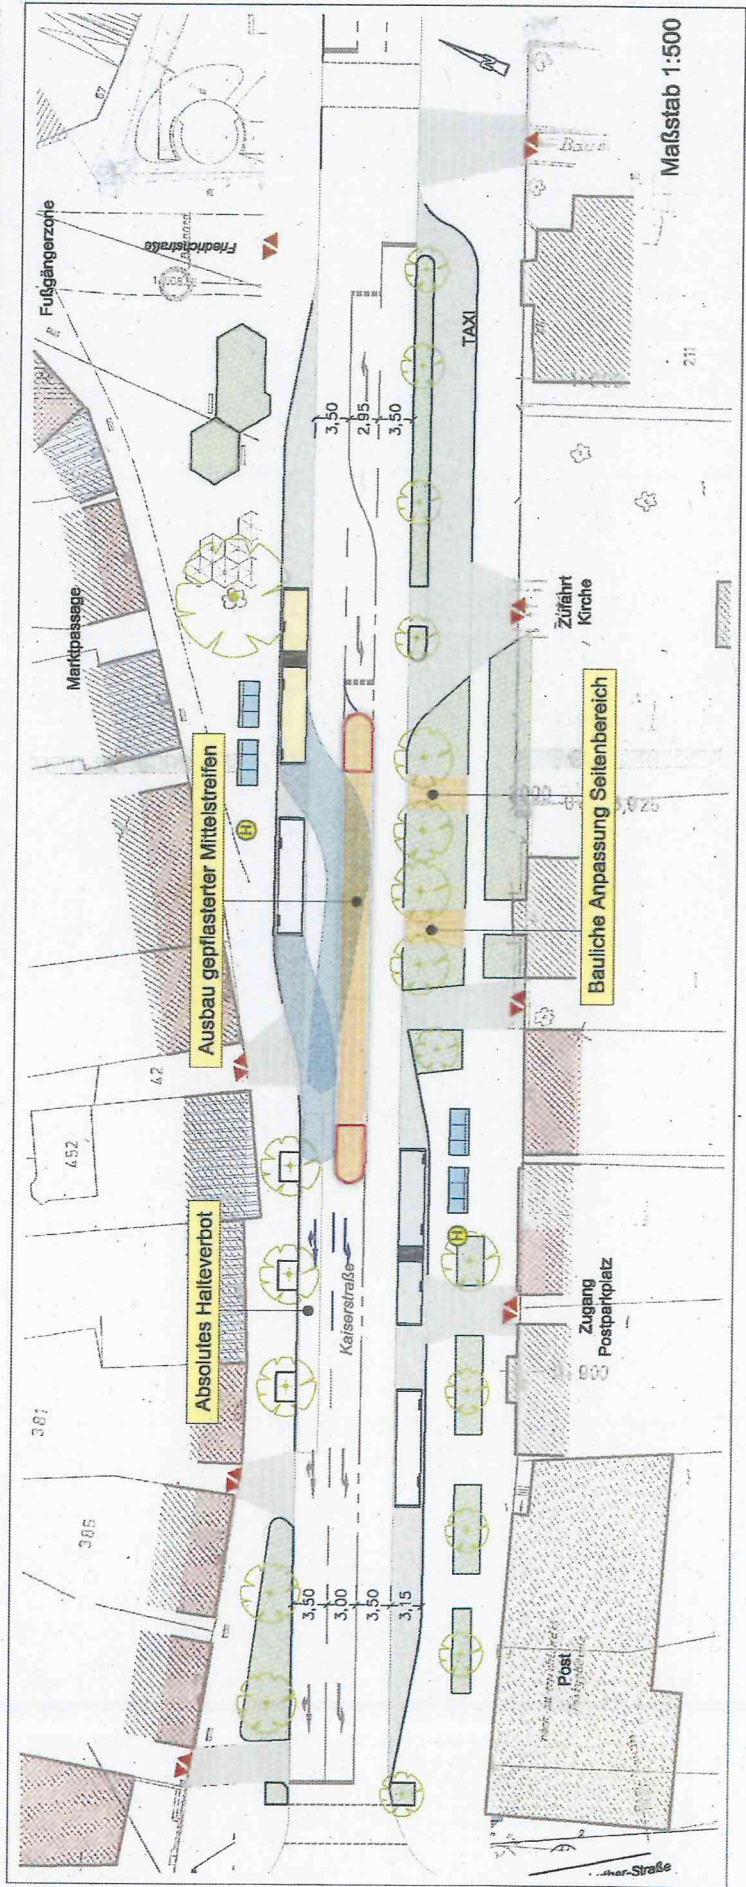 Fußgängerzone
Friedrichstraße
Marktpassage
Ausbau gepflasterter Mittelstreifen
42
452
Absolutes Halteverbot
381
385
Kaiserstraße
3,50
2,95
3,50
3,50
3,00
3,50
3,15
H
H
TAXI
Maßstab 1:500
N
211
Zufahrt
Kirche
Bauliche Anpassung Seitenbereich
Zugang
Postparkplatz
Post